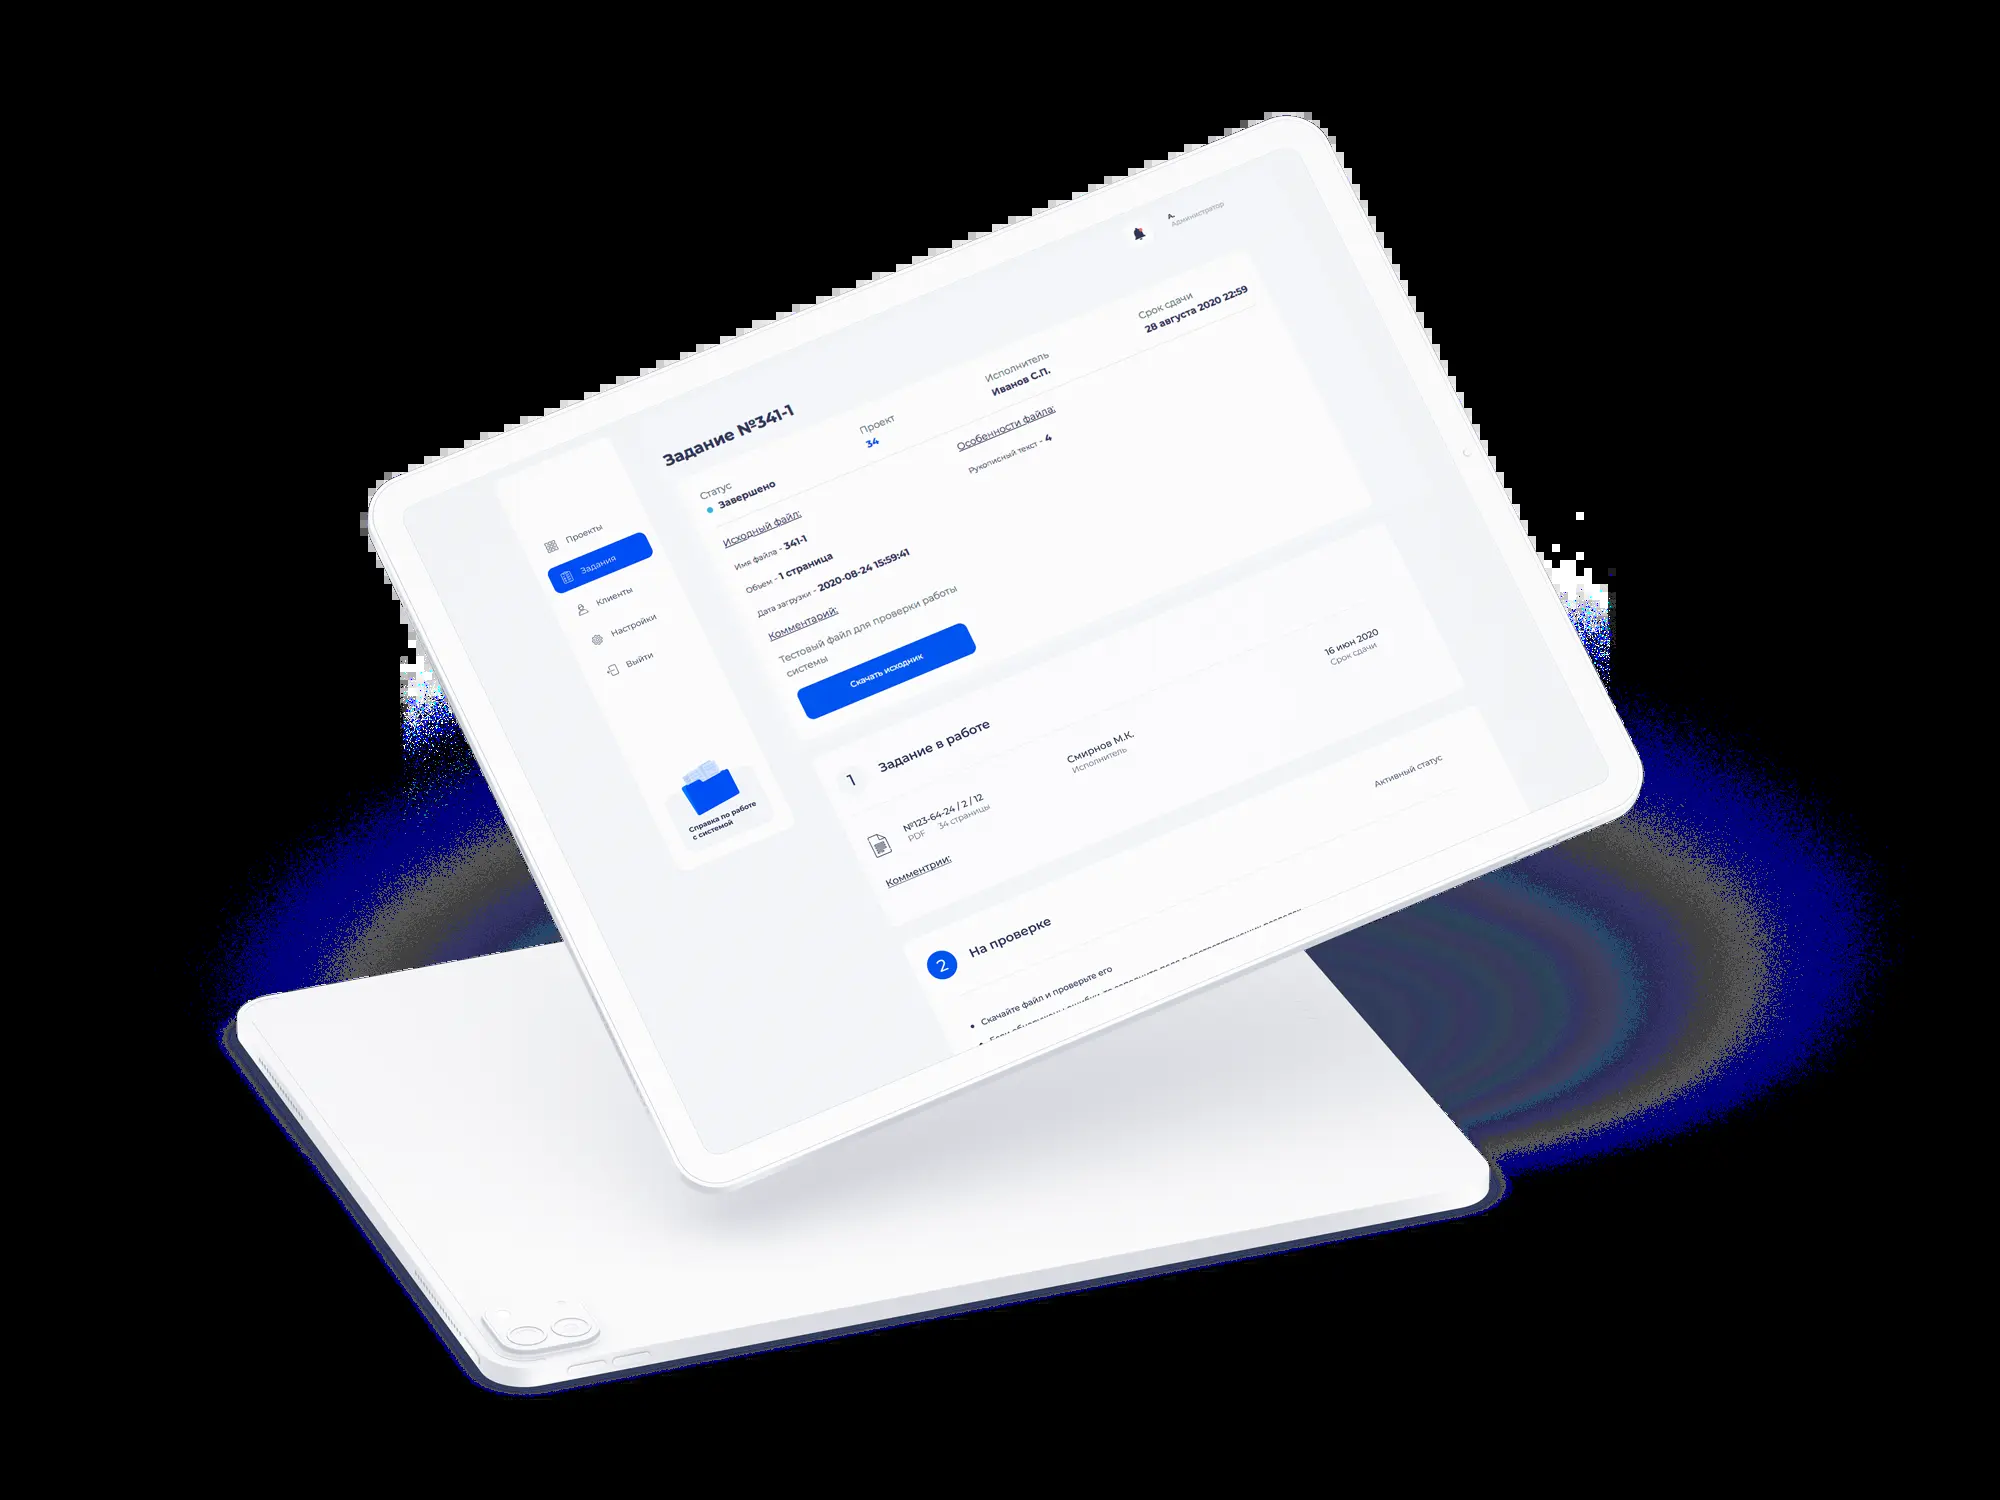 А.
Администратор
Проекты
Задания
Клиенты
Настройки
Выйти
Справка по работе
с системой
Задание №341-1
Статус
Завершено
Проект
34
Исполнитель
Иванов С.П.
Срок сдачи
28 августа 2020 22:59
Исходный файл:
Имя файла - 341-1
Объем - 1 страница
Дата загрузки - 2020-08-24 15:59:41
Особенности файла:
Рукописный текст - 4
Комментарий:
Тестовый файл для проверки работы
системы
Скачать исходник
1
Задание в работе
№123-64-24 / 2 / 12
PDF 34 страницы
Смирнов М.К.
Исполнитель
16 июн 2020
Срок сдачи
Комментрии:
2
На проверке
Активный статус
Скачайте файл и проверьте его